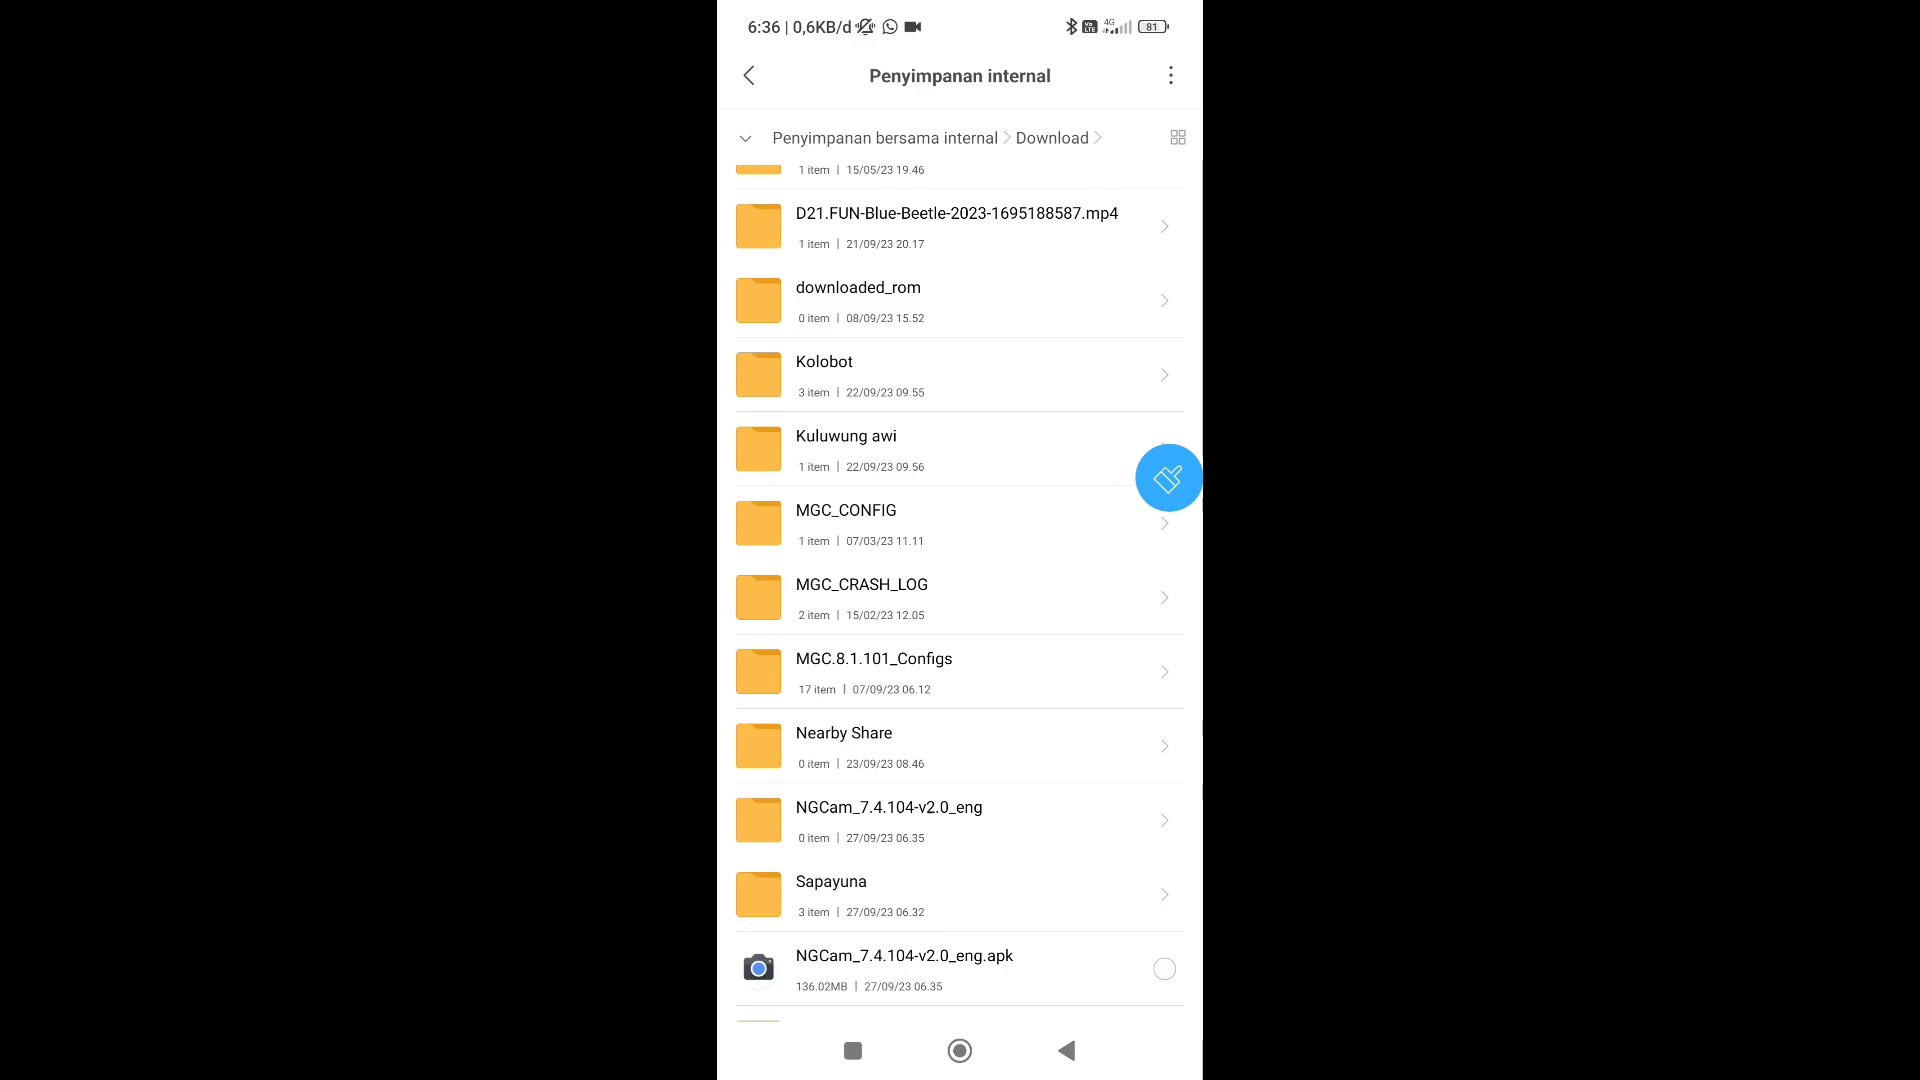 6:36 | 0,6KB/d
4G
Vo
LTE
81
Penyimpanan internal
Penyimpanan bersama internal > Download >
1 item | 15/05/23 19.46
D21.FUN-Blue-Beetle-2023-1695188587.mp4
1 item | 21/09/23 20.17
downloaded_rom
0 item | 08/09/23 15.52
Kolobot
3 item | 22/09/23 09.55
Kuluwung awi
1 item | 22/09/23 09.56
MGC_CONFIG
1 item | 07/03/23 11.11
MGC_CRASH_LOG
2 item | 15/02/23 12.05
MGC.8.1.101_Configs
17 item | 07/09/23 06.12
Nearby Share
0 item | 23/09/23 08.46
NGCam_7.4.104-v2.0_eng
0 item | 27/09/23 06.35
Sapayuna
3 item | 27/09/23 06.32
NGCam_7.4.104-v2.0_eng.apk
136.02MB | 27/09/23 06.35